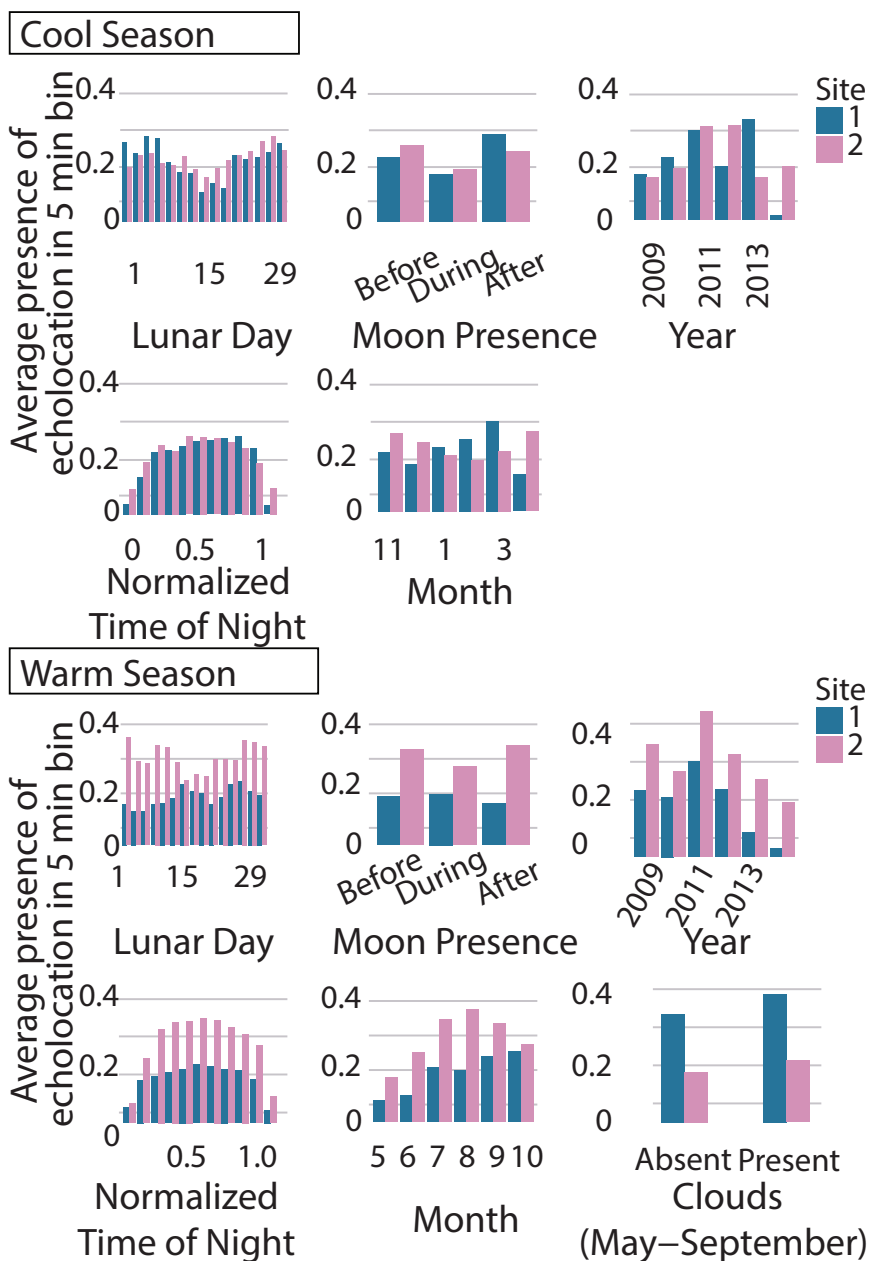 Cool Season
Average presence of
echolocation in 5 min bin
0.4
0.2
0
1
15
29
Lunar Day
0.4
0.2
0
Before
During
After
Moon Presence
0.4
0.2
0
2009
2011
2013
Year
Site
1
2
0.4
0.2
0
0
0.5
1
Normalized
Time of Night
0.4
0.2
0
11
1
3
Month
Warm Season
Average presence of
echolocation in 5 min bin
0.4
0.2
0
1
15
29
Lunar Day
0.4
0.2
0
Before
During
After
Moon Presence
0.4
0.2
0
2009
2011
2013
Year
Site
1
2
0.4
0.2
0
0.5
1.0
Normalized
Time of Night
0.4
0.2
0
5 6 7 8 9 10
Month
0.4
0.2
0
Absent Present
Clouds
(May–September)